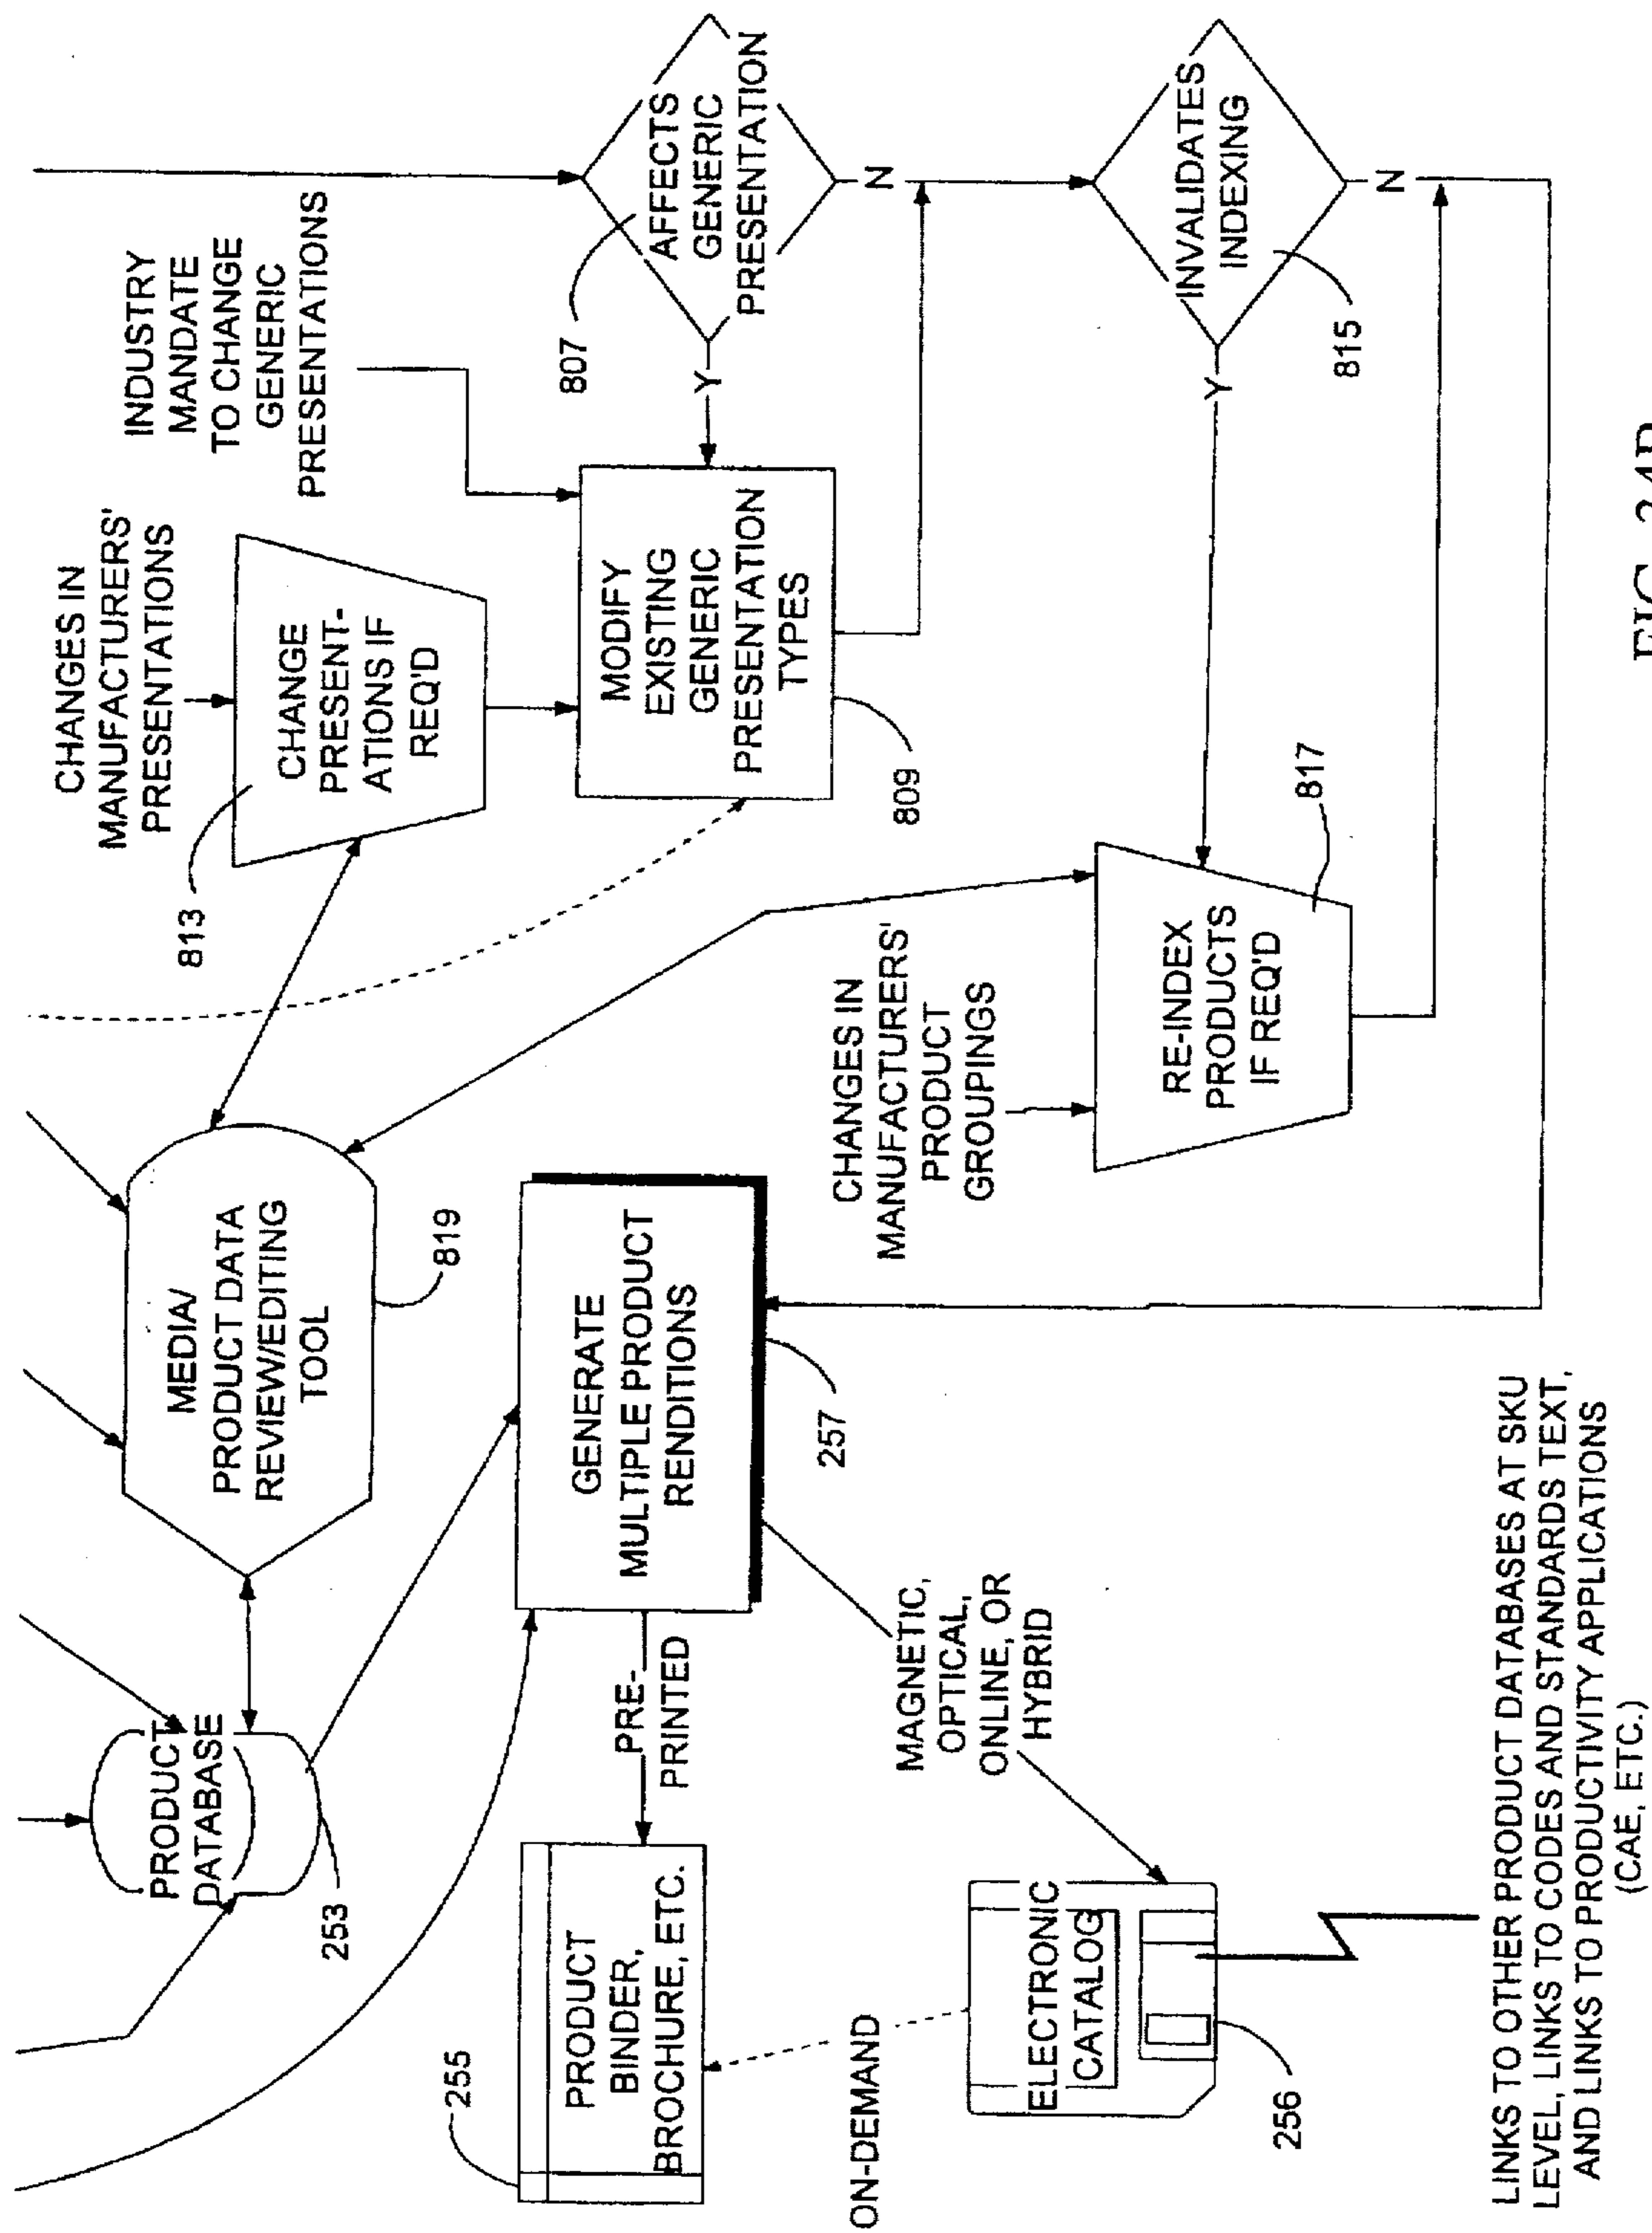 PRODUCT
DATABASE
253
MEDIA/
PRODUCT DATA
REVIEW/EDITING
TOOL
819
CHANGES IN
MANUFACTURERS'
PRESENTATIONS
813
CHANGE
PRESENT-
ATIONS IF
REQ'D
INDUSTRY
MANDATE
TO CHANGE
GENERIC
PRESENTATIONS
255
PRODUCT
BINDER,
BROCHURE, ETC.
PRE-
PRINTED
GENERATE
MULTIPLE PRODUCT
RENDITIONS
257
MODIFY
EXISTING
GENERIC
PRESENTATION
TYPES
809
Y
807
AFFECTS
GENERIC
PRESENTATION
N
ON-DEMAND
MAGNETIC,
OPTICAL,
ONLINE, OR
HYBRID
ELECTRONIC
CATALOG
256
CHANGES IN
MANUFACTURERS'
PRODUCT
GROUPINGS
RE-INDEX
PRODUCTS
IF REQ'D
817
Y
INVALIDATES
INDEXING
815
N
LINKS TO OTHER PRODUCT DATABASES AT SKU
LEVEL, LINKS TO CODES AND STANDARDS TEXT,
AND LINKS TO PRODUCTIVITY APPLICATIONS
(CAE, ETC.)